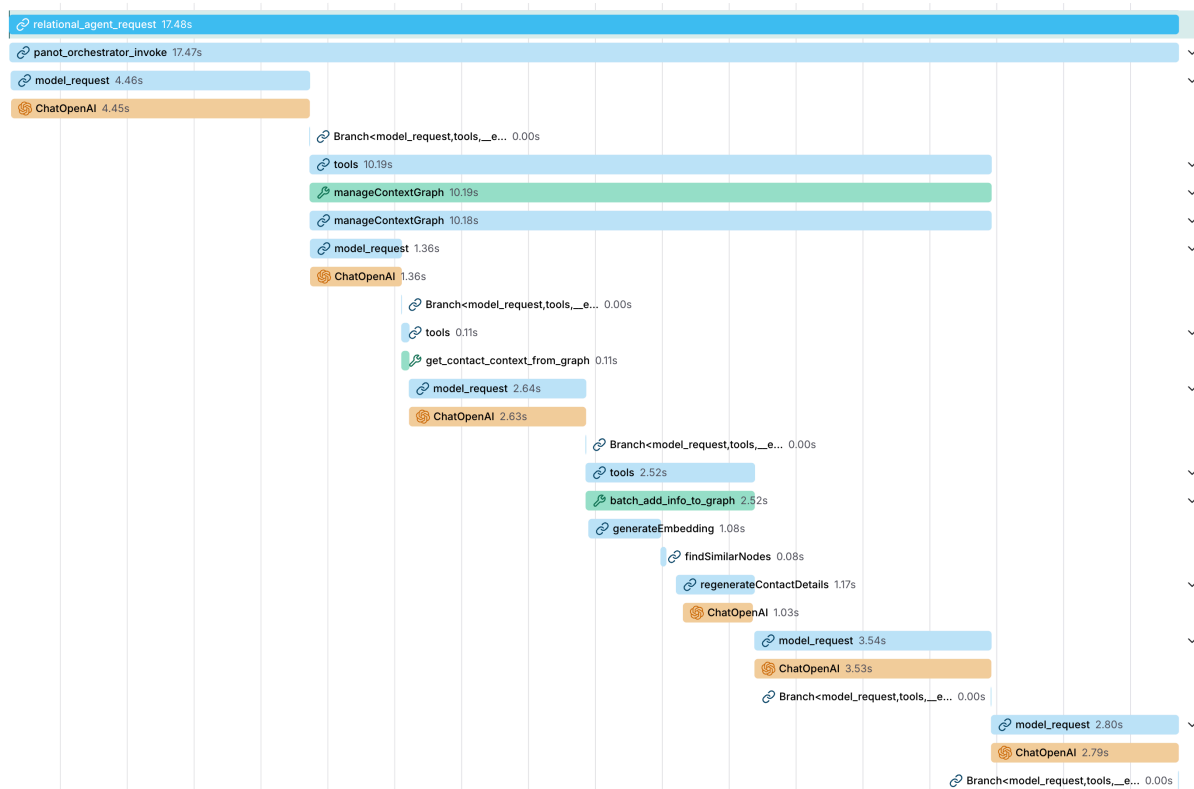 relational_agent_request 17.48s
panot_orchestrator_invoke 17.47s
model_request 4.46s
ChatOpenAI 4.45s
Branch<model_request,tools,__e... 0.00s
tools 10.19s
manageContextGraph 10.19s
manageContextGraph 10.18s
model_request 1.36s
ChatOpenAI 1.36s
Branch<model_request,tools,__e... 0.00s
tools 0.11s
get_contact_context_from_graph 0.11s
model_request 2.64s
ChatOpenAI 2.63s
Branch<model_request,tools,__e... 0.00s
tools 2.52s
batch_add_info_to_graph 2.52s
generateEmbedding 1.08s
findSimilarNodes 0.08s
regenerateContactDetails 1.17s
ChatOpenAI 1.03s
model_request 3.54s
ChatOpenAI 3.53s
Branch<model_request,tools,__e... 0.00s
model_request 2.80s
ChatOpenAI 2.79s
Branch<model_request,tools,__e... 0.00s